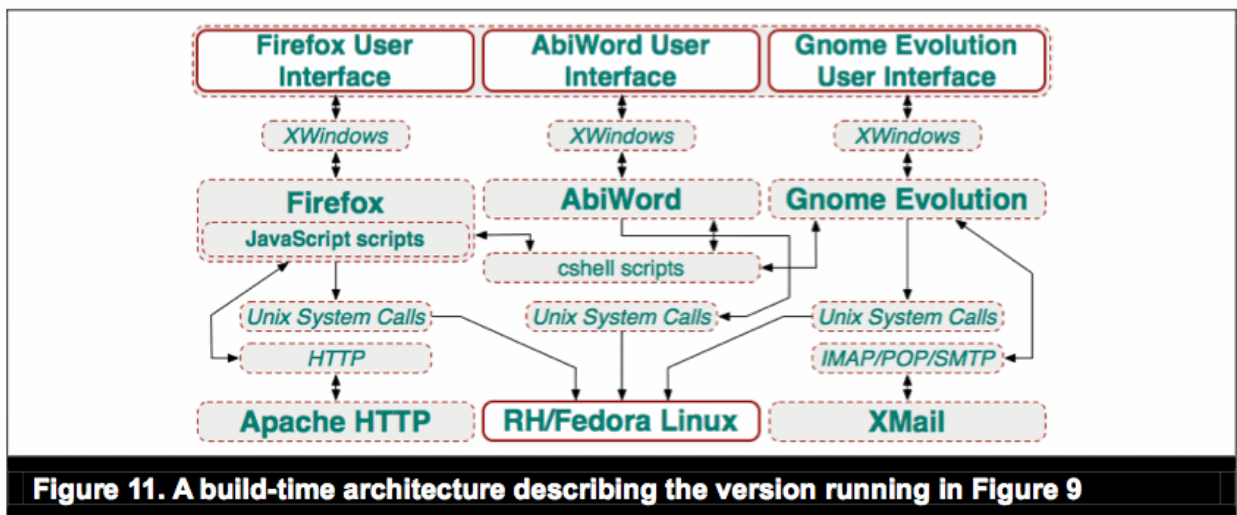 Firefox User
Interface
AbiWord User
Interface
Gnome Evolution
User Interface
XWindows
XWindows
XWindows
Firefox
JavaScript scripts
AbiWord
Gnome Evolution
cshell scripts
Unix System Calls
Unix System Calls
Unix System Calls
HTTP
IMAP/POP/SMTP
Apache HTTP
RH/Fedora Linux
XMail
Figure 11. A build-time architecture describing the version running in Figure 9